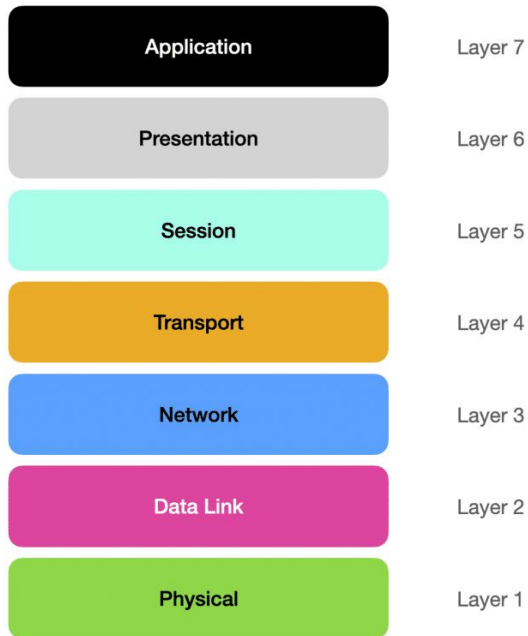 Application Layer 7
Presentation Layer 6
Session Layer 5
Transport Layer 4
Network Layer 3
Data Link Layer 2
Physical Layer 1